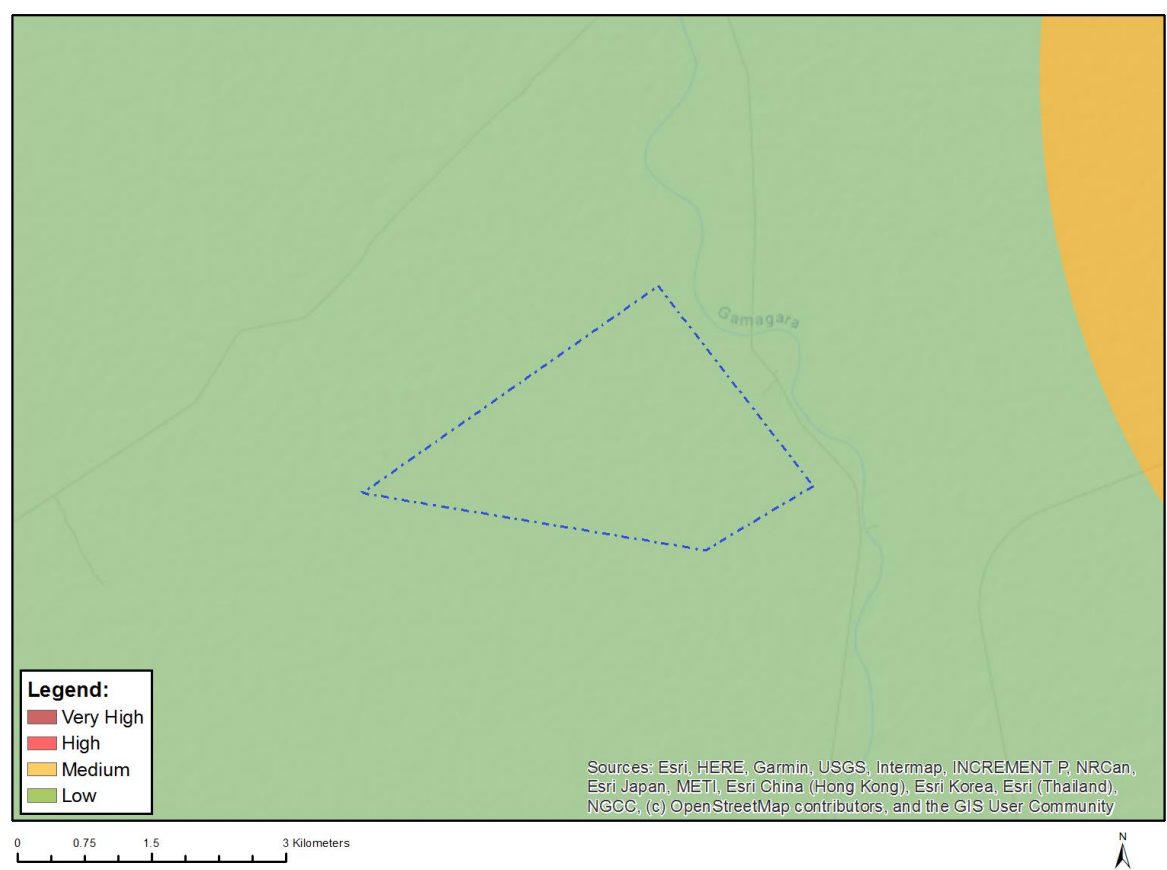 Gamagara
Legend:
Very High
High
Medium
Low
Sources: Esri, HERE, Garmin, USGS, Intermap, INCREMENT P, NRCan,
Esri Japan, METI, Esri China (Hong Kong), Esri Korea, Esri (Thailand),
NGCC, (c) OpenStreetMap contributors, and the GIS User Community
0 0.75 1.5 3 Kilometers
N